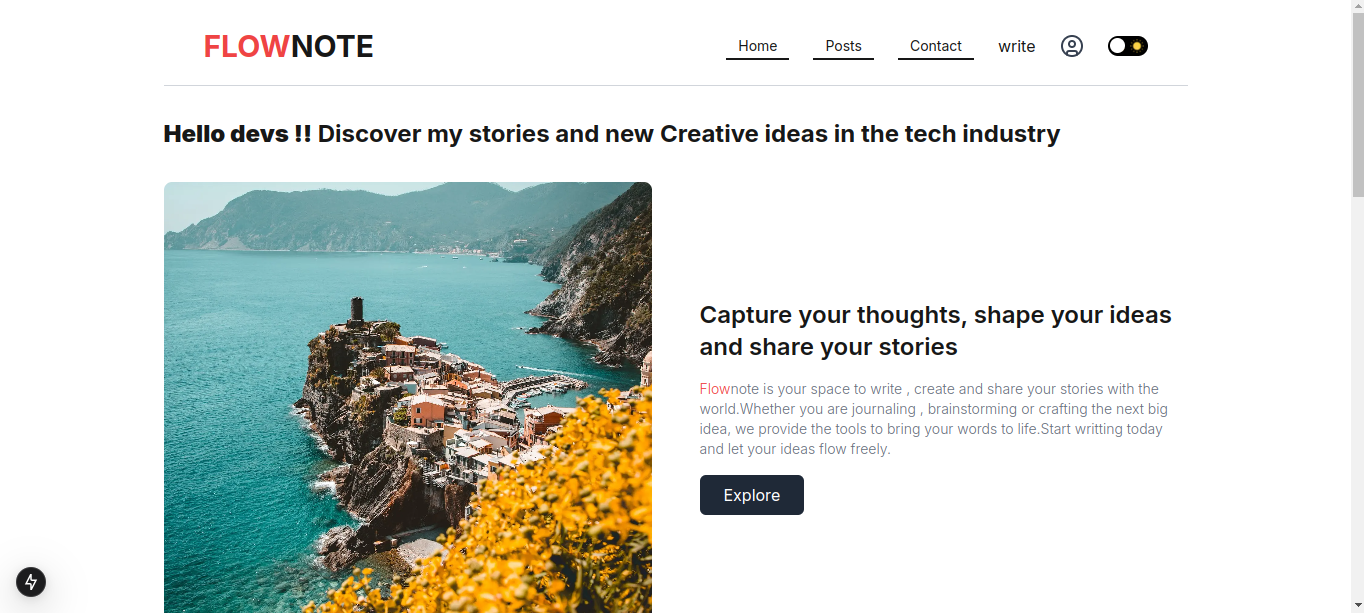 FLOWNOTE
Home Posts Contact write
Hello devs !! Discover my stories and new Creative ideas in the tech industry
Capture your thoughts, shape your ideas
and share your stories
Flownote is your space to write , create and share your stories with the
world.Whether you are journaling , brainstorming or crafting the next big
idea, we provide the tools to bring your words to life.Start writting today
and let your ideas flow freely.
Explore